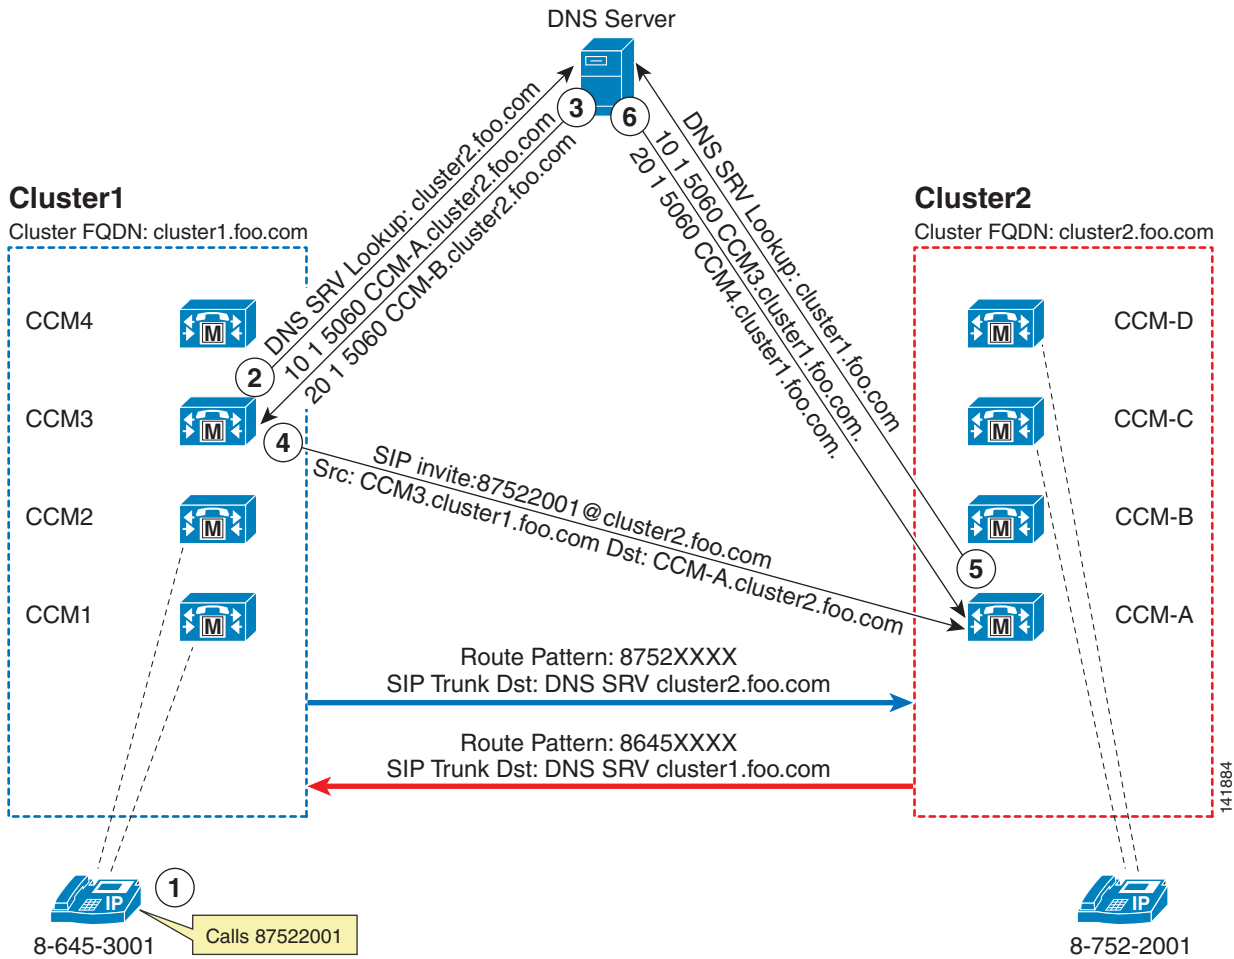 DNS Server
3
6
DNS SRV Lookup: cluster2.foo.com
10 1 5060 CCM-A.cluster2.foo.com
20 1 5060 CCM-B.cluster2.foo.com
DNS SRV Lookup: cluster1.foo.com
10 1 5060 CCM3.cluster1.foo.com.
20 1 5060 CCM4.cluster1.foo.com.
Cluster1
Cluster FQDN: cluster1.foo.com
Cluster2
Cluster FQDN: cluster2.foo.com
CCM4
M
M
CCM-D
2
CCM3
M
4
M
CCM-C
SIP invite:87522001@cluster2.foo.com
Src: CCM3.cluster1.foo.com Dst: CCM-A.cluster2.foo.com
CCM2
M
M
CCM-B
5
CCM1
M
M
CCM-A
Route Pattern: 8752XXXX
SIP Trunk Dst: DNS SRV cluster2.foo.com
Route Pattern: 8645XXXX
SIP Trunk Dst: DNS SRV cluster1.foo.com
141884
1
IP
IP
Calls 87522001
8-645-3001
8-752-2001